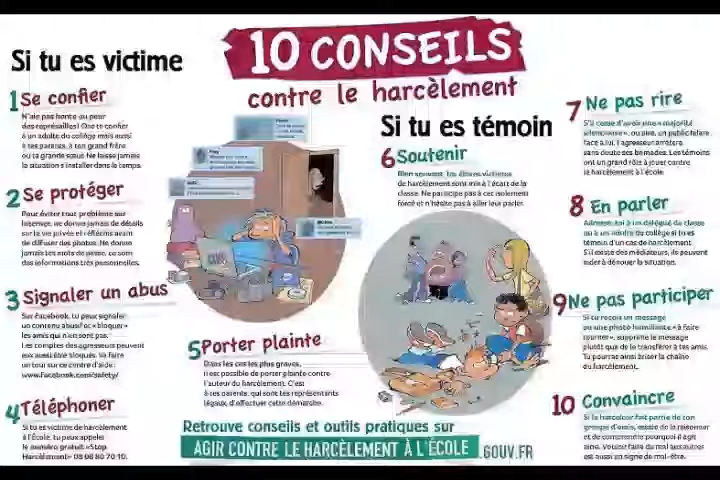 10 CONSEILS
contre le harcèlement
Si tu es victime
1 Se confier
N'aie pas honte ou peur
des représailles! Ose te confier
à un adulte du collège mais aussi
à tes parents, à ton grand frère
ou ta grande sœur. Ne laisse jamais
la situation s'installer dans le temps.
2 Se protéger
Pour éviter tout problème sur
Internet, ne donne jamais de détails
sur ta vie privée et réfléchis avant
de diffuser des photos. Ne donne
jamais tes mots de passe, ce sont
des informations très personnelles.
3 Signaler un abus
Sur Facebook, tu peux signaler
un contenu abusif et « bloquer »
les amis qui n'en sont pas.
Les comptes des agresseurs peuvent
eux aussi être bloqués. Va faire
un tour sur ce centre d'aide :
www.facebook.com/safety/
4 Téléphoner
Si tu es victime de harcèlement
à l'École, tu peux appeler
le numéro gratuit «Stop
Harcèlement» 08 08 80 70 10.
5 Porter plainte
Dans les cas les plus graves,
il est possible de porter plainte contre
l'auteur du harcèlement. C'est
à tes parents, qui sont tes représentants
légaux, d'effectuer cette démarche.
Si tu es témoin
6 Soutenir
Bien souvent, les élèves victimes
de harcèlement sont mis à l'écart de la
classe. Ne participe pas à cet isolement
forcé et n'hésite pas à aller leur parler.
7 Ne pas rire
S'il cesse d'avoir une « majorité
silencieuse », ou pire, un public hilare
face à lui, l'agresseur arrêtera
sans doute ses bravades. Les témoins
ont un grand rôle à jouer contre
le harcèlement à l'école.
8 En parler
Adresse-toi à un délégué de classe
ou à un adulte du collège si tu es
témoin d'un cas de harcèlement.
S'il existe des médiateurs, ils peuvent
aider à dénouer la situation.
9 Ne pas participer
Si tu reçois un message
ou une photo humiliante « à faire
tourner », supprime le message
plutôt que de le transférer à tes amis.
Tu pourras ainsi briser la chaîne
du harcèlement.
10 Convaincre
Si le harceleur fait partie de ton
groupe d'amis, essaie de le raisonner
et de comprendre pourquoi il agit
ainsi. Vouloir faire du mal aux autres
est aussi un signe de mal-être.
Retrouve conseils et outils pratiques sur
AGIR CONTRE LE HARCÈLEMENT À L'ÉCOLE .GOUV.FR